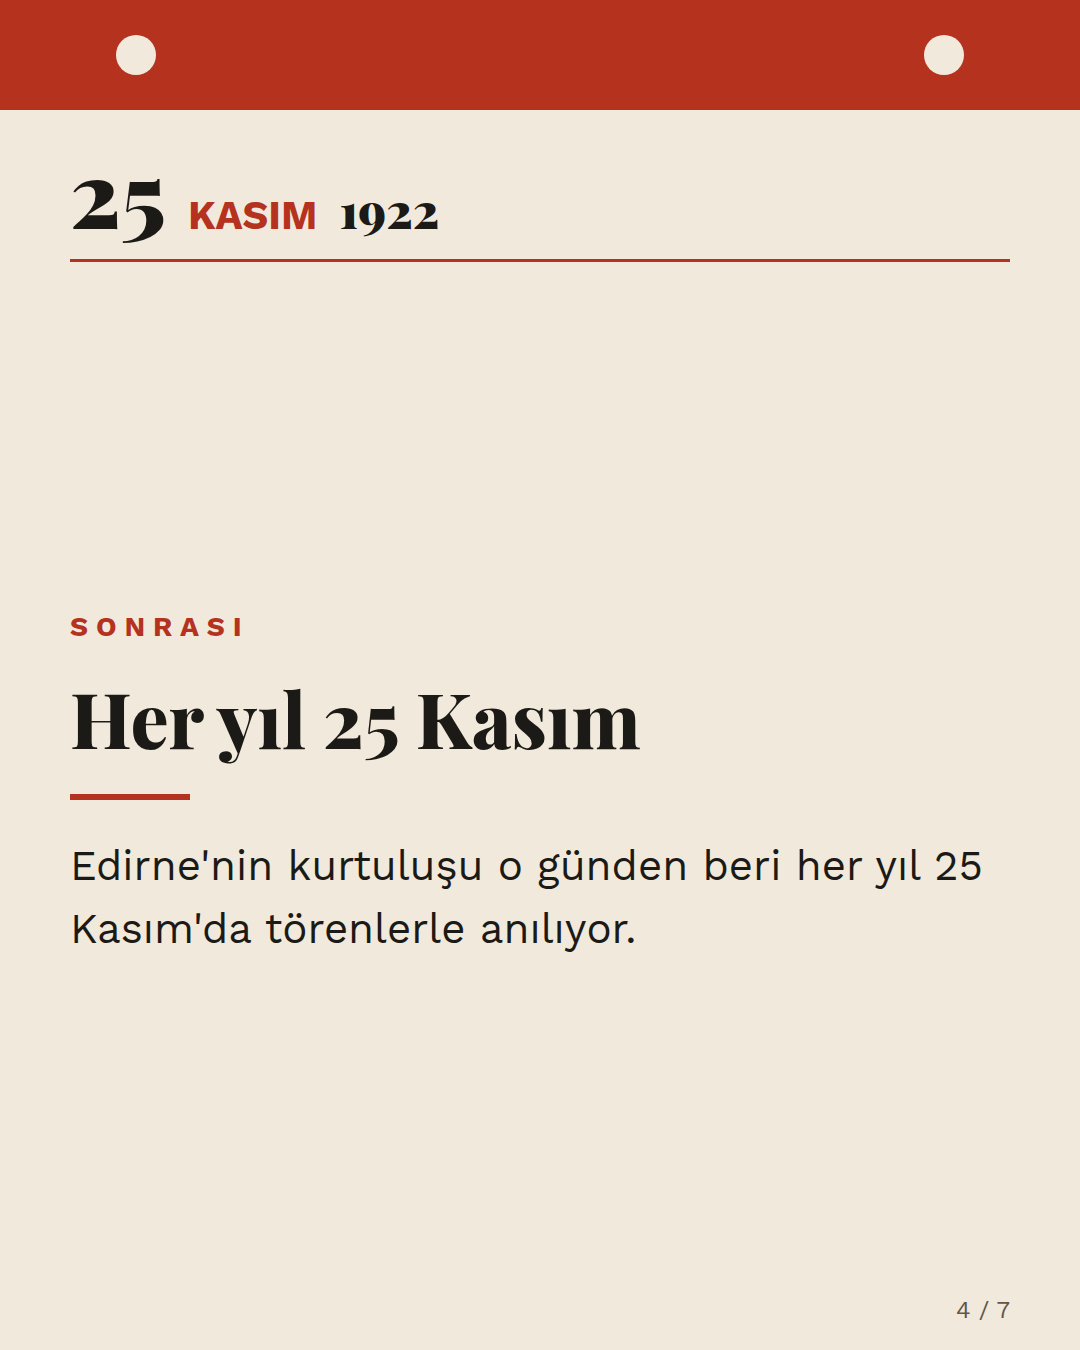 25 KASIM 1922
SONRASI
Her yıl 25 Kasım
Edirne'nin kurtuluşu o günden beri her yıl 25
Kasım'da törenlerle anılıyor.
4 / 7